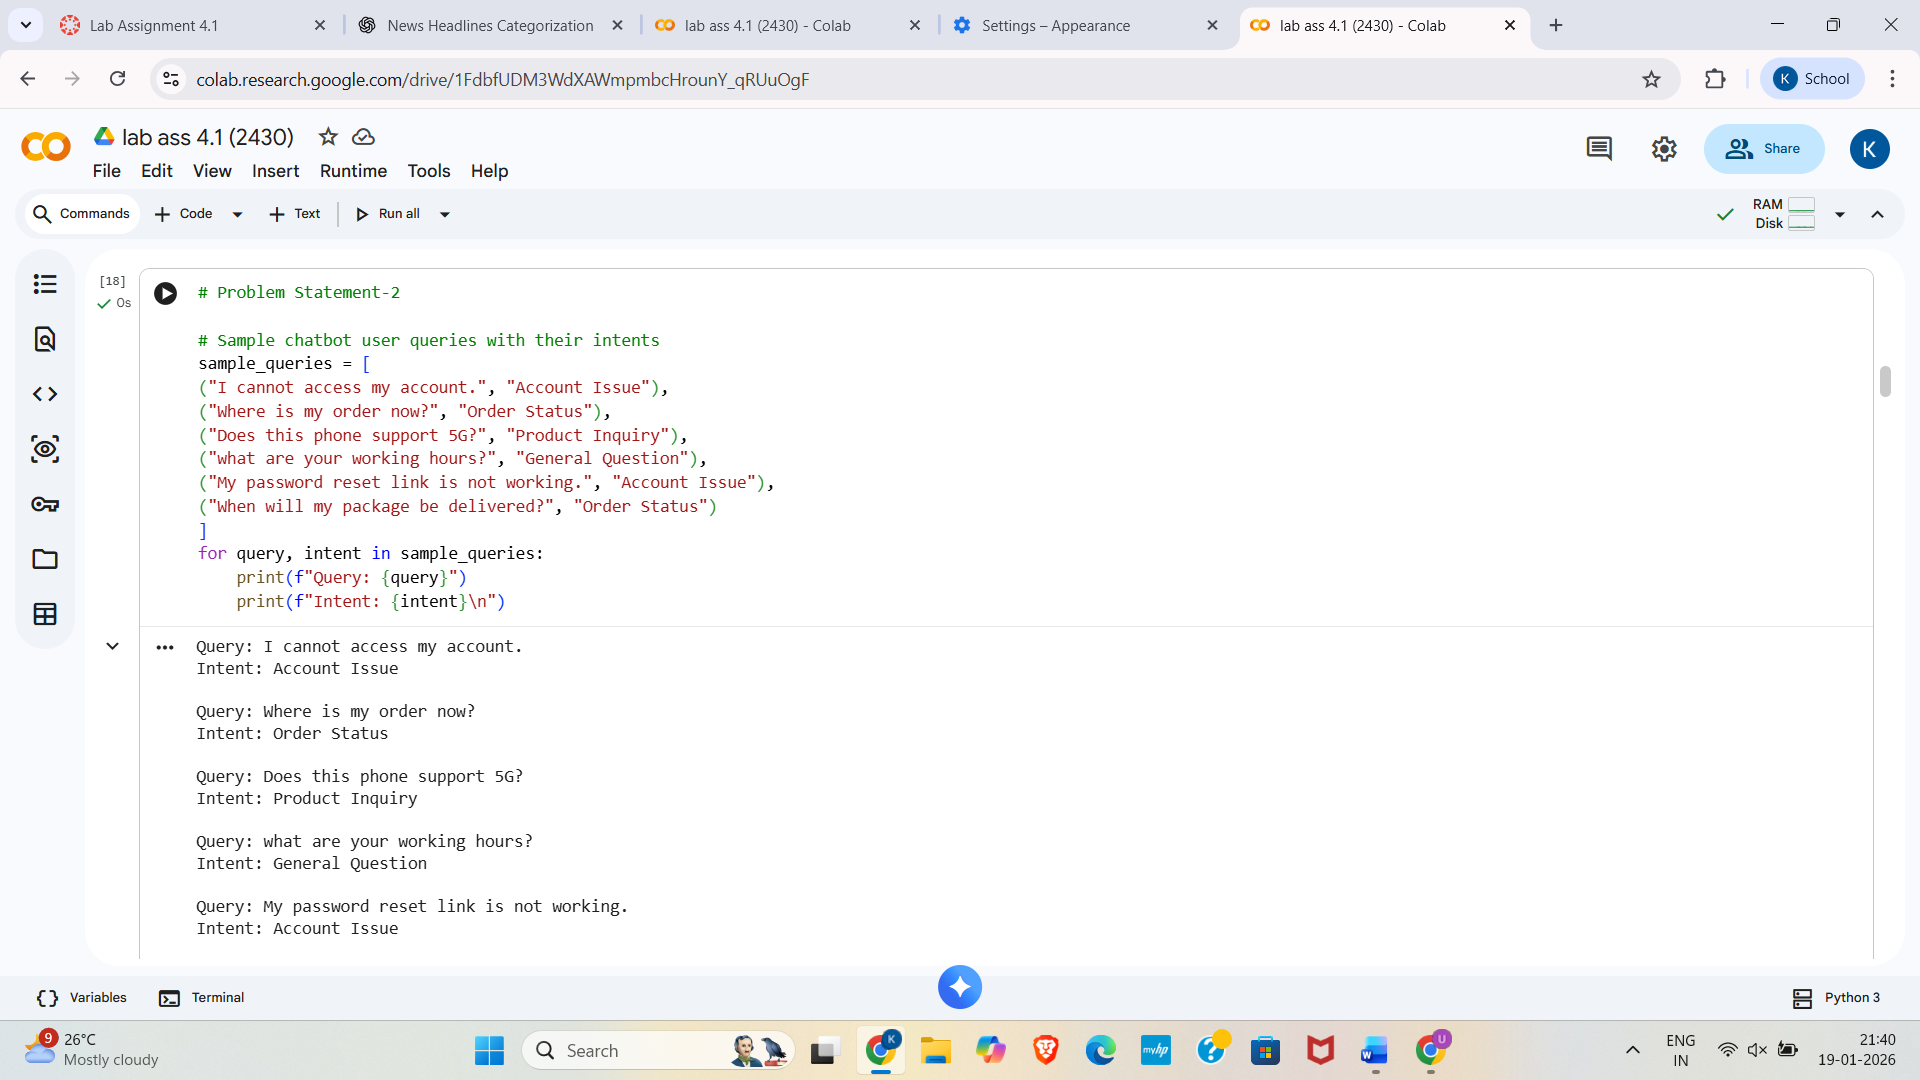 Lab Assignment 4.1
News Headlines Categorization
lab ass 4.1 (2430) - Colab
Settings – Appearance
lab ass 4.1 (2430) - Colab
colab.research.google.com/drive/1FdbfUDM3WdXAWmpmbcHrounY_qRUuOgF
K School
lab ass 4.1 (2430)
Share
K
File Edit View Insert Runtime Tools Help
Commands + Code + Text Run all
RAM
Disk
[18]
0s
# Problem Statement-2
# Sample chatbot user queries with their intents
sample_queries = [
("I cannot access my account.", "Account Issue"),
("Where is my order now?", "Order Status"),
("Does this phone support 5G?", "Product Inquiry"),
("what are your working hours?", "General Question"),
("My password reset link is not working.", "Account Issue"),
("When will my package be delivered?", "Order Status")
]
for query, intent in sample_queries:
    print(f"Query: {query}")
    print(f"Intent: {intent}\n")
Query: I cannot access my account.
Intent: Account Issue
Query: Where is my order now?
Intent: Order Status
Query: Does this phone support 5G?
Intent: Product Inquiry
Query: what are your working hours?
Intent: General Question
Query: My password reset link is not working.
Intent: Account Issue
Variables Terminal
Python 3
9
26°C
Mostly cloudy
Search
K
myhp
W
U
ENG
IN
21:40
19-01-2026